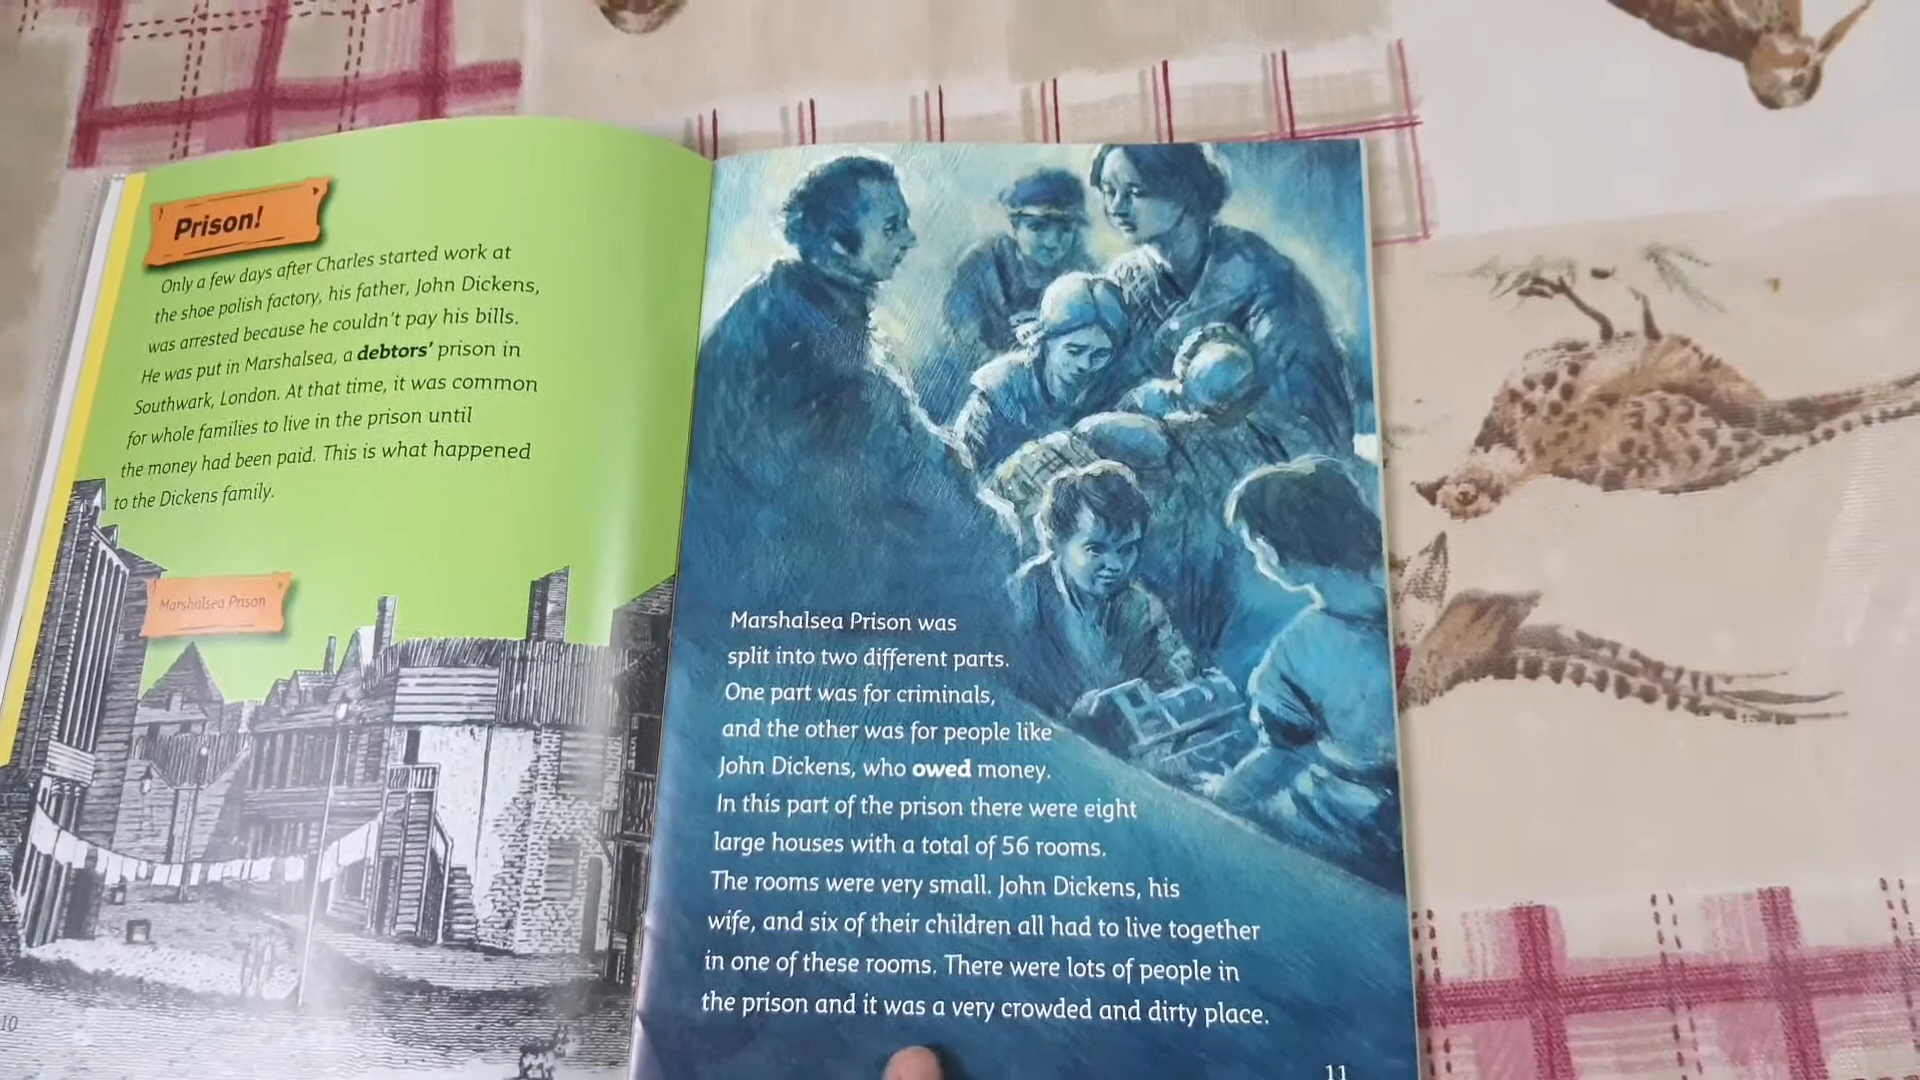 Prison!
Only a few days after Charles started work at
the shoe polish factory, his father, John Dickens,
was arrested because he couldn't pay his bills.
He was put in Marshalsea, a debtors' prison in
Southwark, London. At that time, it was common
for whole families to live in the prison until
the money had been paid. This is what happened
to the Dickens family.
Marshalsea Prison
10
Marshalsea Prison was
split into two different parts.
One part was for criminals,
and the other was for people like
John Dickens, who owed money.
In this part of the prison there were eight
large houses with a total of 56 rooms.
The rooms were very small. John Dickens, his
wife, and six of their children all had to live together
in one of these rooms. There were lots of people in
the prison and it was a very crowded and dirty place.
11